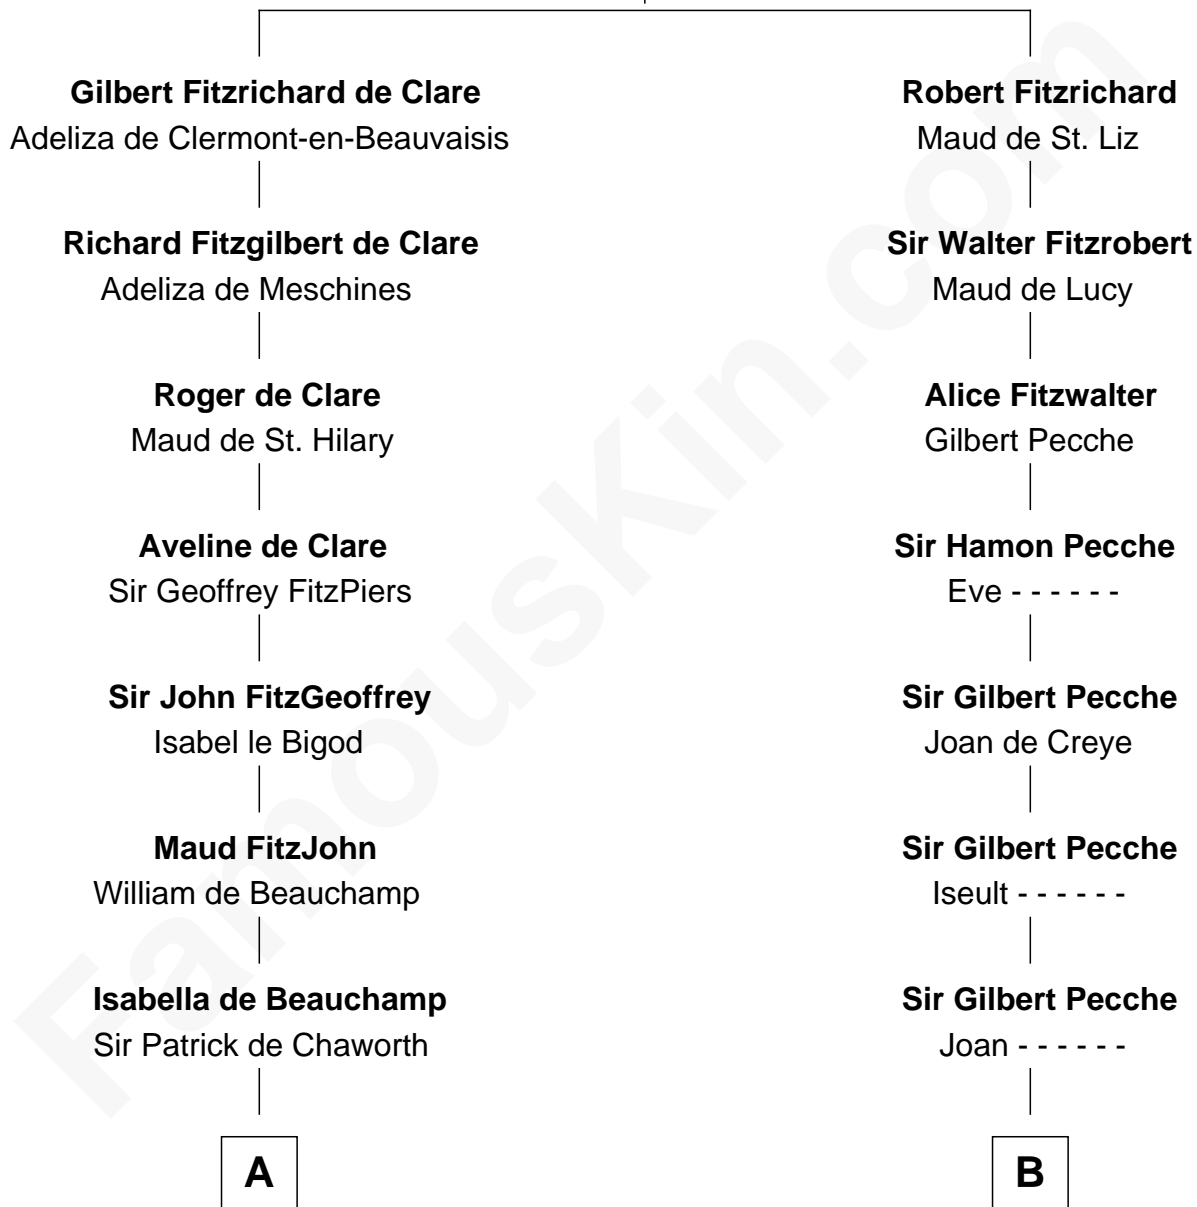 Gilbert Fitzrichard de Clare
Adeliza de Clermont-en-Beauvaisis
Richard Fitzgilbert de Clare
Adeliza de Meschines
Roger de Clare
Maud de St. Hilary
Aveline de Clare
Sir Geoffrey FitzPiers
Sir John FitzGeoffrey
Isabel le Bigod
Maud FitzJohn
William de Beauchamp
Isabella de Beauchamp
Sir Patrick de Chaworth
A
Robert Fitzrichard
Maud de St. Liz
Sir Walter Fitzrobert
Maud de Lucy
Alice Fitzwalter
Gilbert Pecche
Sir Hamon Pecche
Eve - - - - - -
Sir Gilbert Pecche
Joan de Creye
Sir Gilbert Pecche
Iseult - - - - - -
Sir Gilbert Pecche
Joan - - - - - -
B
FamousKin.com